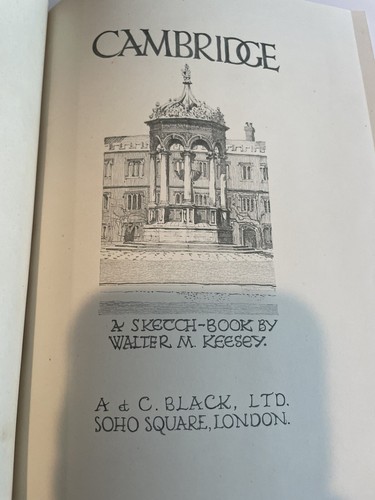 CAMBRIDGE
A SKETCH-BOOK BY
WALTER M. KEESEY.
A & C. BLACK, LTD.
SOHO SQUARE, LONDON.